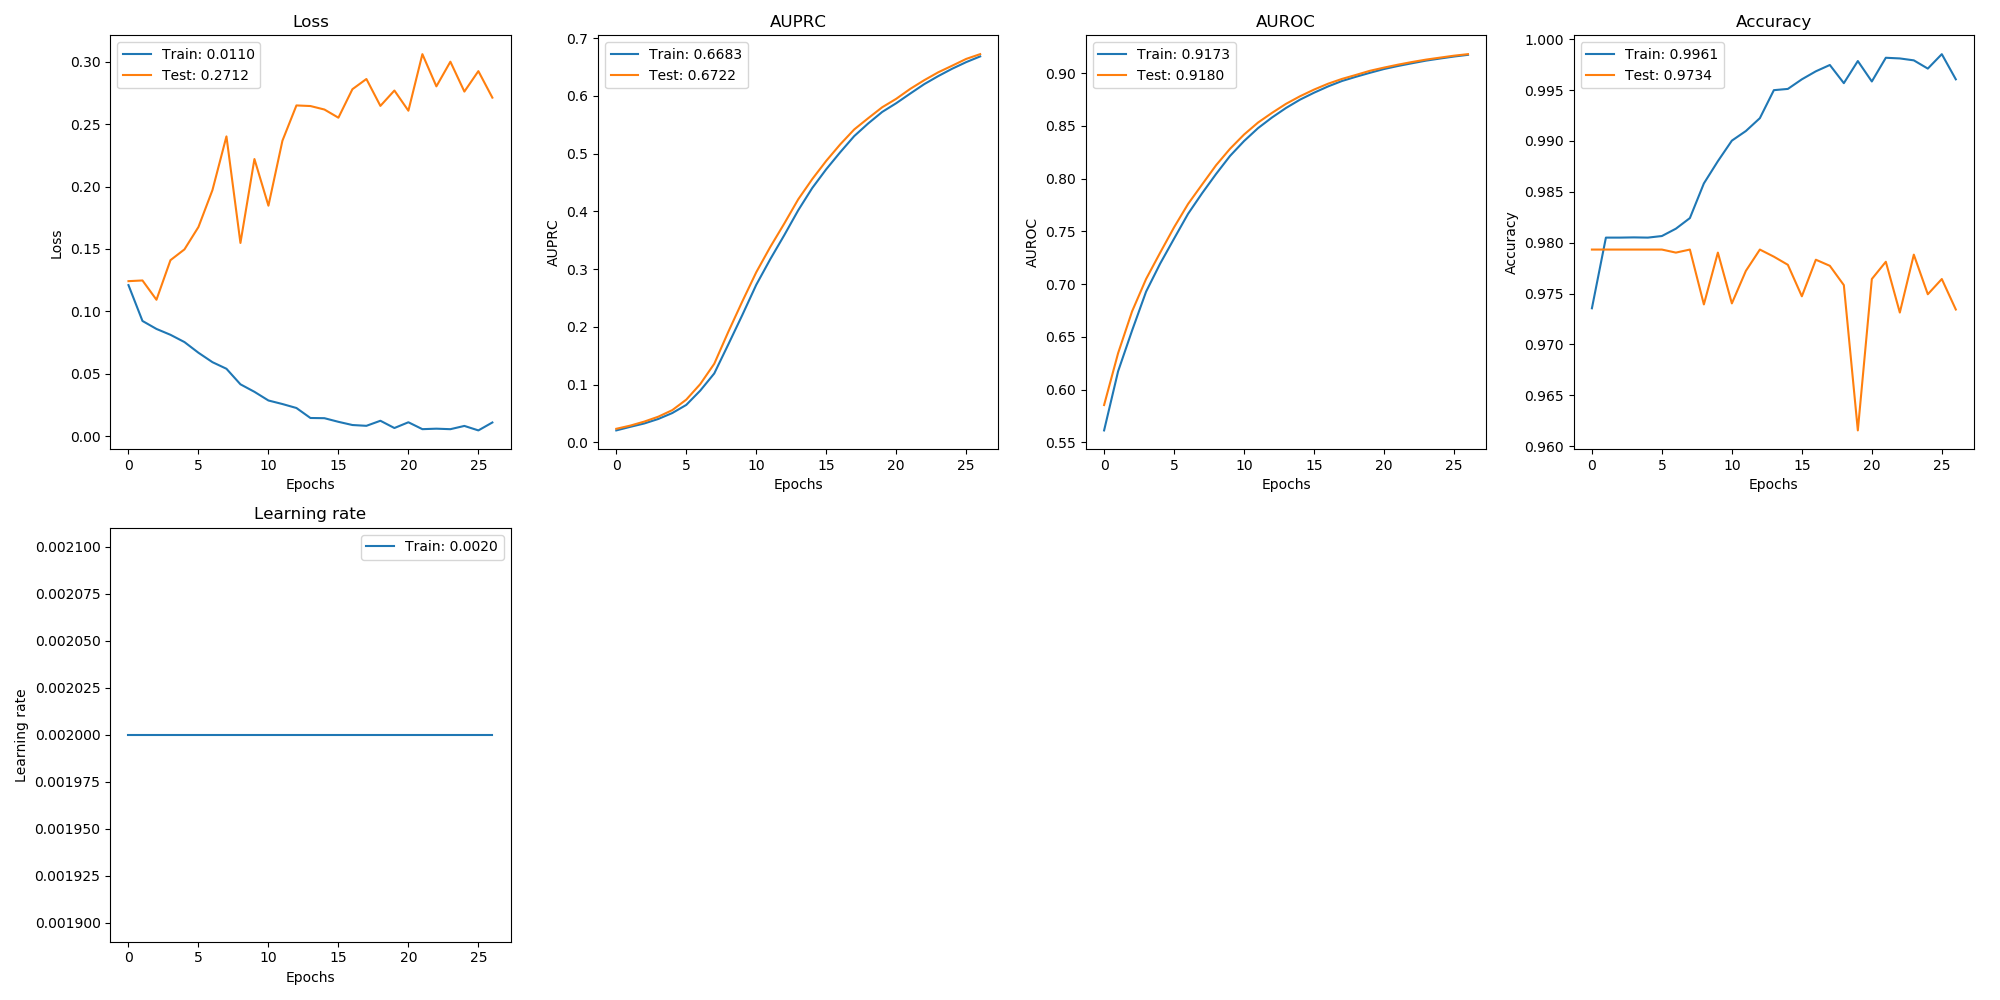 Loss
Train: 0.0110
Test: 0.2712
0.30
0.25
0.20
0.15
0.10
0.05
0.00
Loss
0 5 10 15 20 25
Epochs
AUPRC
Train: 0.6683
Test: 0.6722
0.7
0.6
0.5
0.4
0.3
0.2
0.1
0.0
AUPRC
0 5 10 15 20 25
Epochs
AUROC
Train: 0.9173
Test: 0.9180
0.90
0.85
0.80
0.75
0.70
0.65
0.60
0.55
AUROC
0 5 10 15 20 25
Epochs
Accuracy
Train: 0.9961
Test: 0.9734
1.000
0.995
0.990
0.985
0.980
0.975
0.970
0.965
0.960
Accuracy
0 5 10 15 20 25
Epochs
Learning rate
Train: 0.0020
0.002100
0.002075
0.002050
0.002025
0.002000
0.001975
0.001950
0.001925
0.001900
Learning rate
0 5 10 15 20 25
Epochs